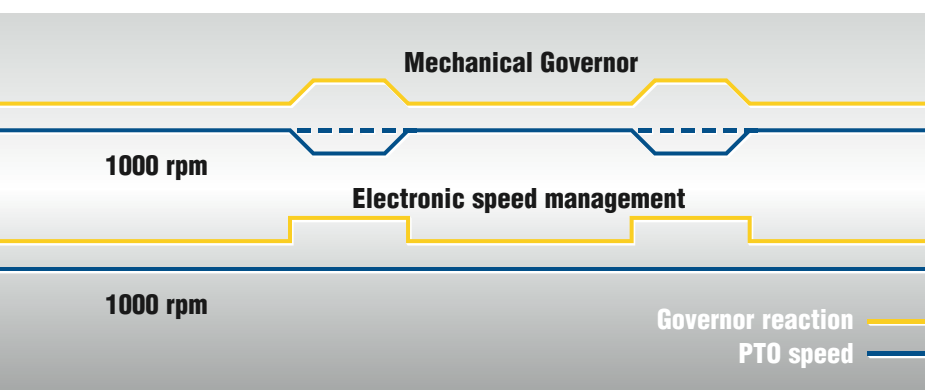 Mechanical Governor
1000 rpm
Electronic speed management
1000 rpm
Governor reaction
PTO speed